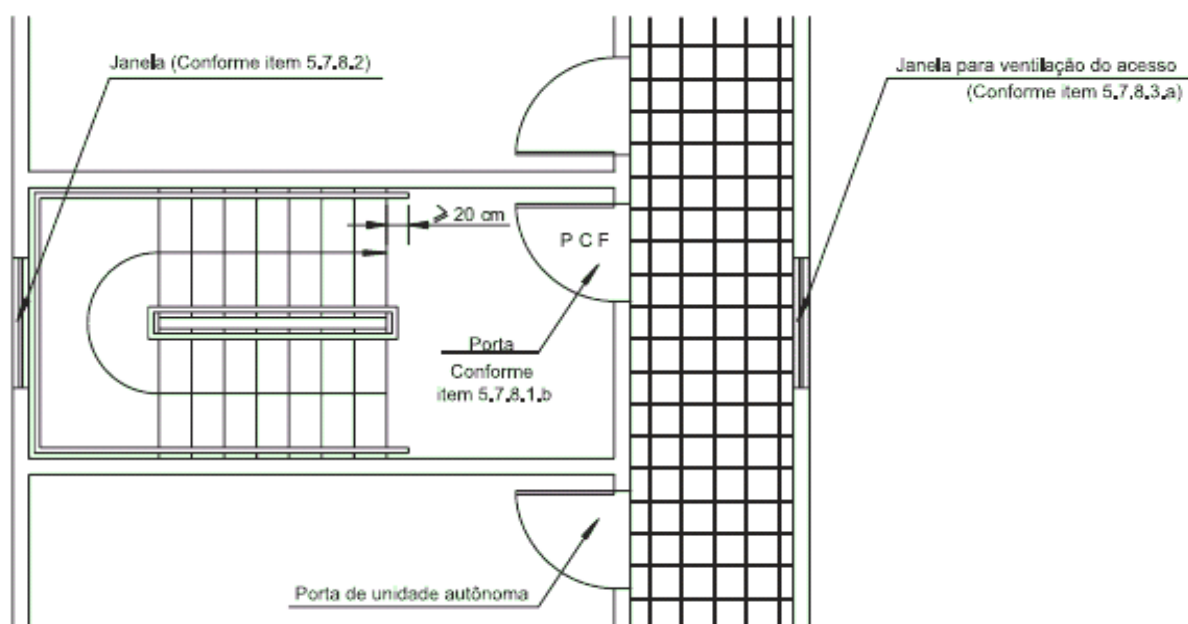 Janela (Conforme item 5.7.8.2)
Janela para ventilação do acesso
(Conforme item 5.7.8.3.a)
⩾ 20 cm
P C F
Porta
Conforme
item 5.7.8.1.b
Porta de unidade autônoma